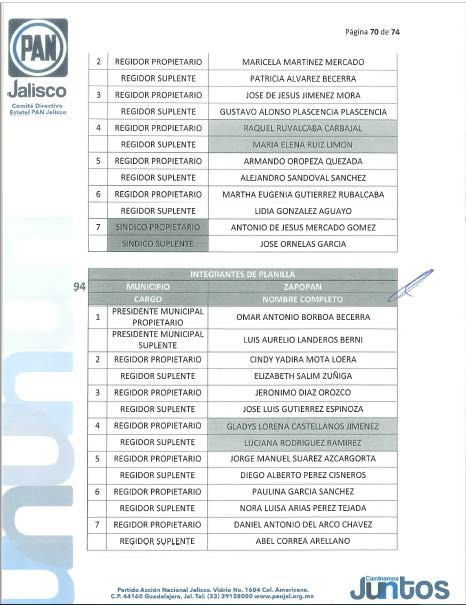 PAN
Jalisco
Comité Directivo
Estatal PAN Jalisco
Página 70 de 74
2 REGIDOR PROPIETARIO MARICELA MARTINEZ MERCADO
REGIDOR SUPLENTE PATRICIA ALVAREZ BECERRA
3 REGIDOR PROPIETARIO JOSE DE JESUS JIMENEZ MORA
REGIDOR SUPLENTE GUSTAVO ALONSO PLASCENCIA PLASCENCIA
4 REGIDOR PROPIETARIO RAQUEL RUVALCABA CARBAJAL
REGIDOR SUPLENTE MARIA ELENA RUIZ LIMON
5 REGIDOR PROPIETARIO ARMANDO OROPEZA QUEZADA
REGIDOR SUPLENTE ALEJANDRO SANDOVAL SANCHEZ
6 REGIDOR PROPIETARIO MARTHA EUGENIA GUTIERREZ RUBALCABA
REGIDOR SUPLENTE LIDIA GONZALEZ AGUAYO
7 SINDICO PROPIETARIO ANTONIO DE JESUS MERCADO GOMEZ
SINDICO SUPLENTE JOSE ORNELAS GARCIA
INTEGRANTES DE PLANILLA
94 MUNICIPIO ZAPOPAN
CARGO NOMBRE COMPLETO
1 PRESIDENTE MUNICIPAL PROPIETARIO OMAR ANTONIO BORBOA BECERRA
PRESIDENTE MUNICIPAL SUPLENTE LUIS AURELIO LANDEROS BERNI
2 REGIDOR PROPIETARIO CINDY YADIRA MOTA LOERA
REGIDOR SUPLENTE ELIZABETH SALIM ZUÑIGA
3 REGIDOR PROPIETARIO JERONIMO DIAZ OROZCO
REGIDOR SUPLENTE JOSE LUIS GUTIERREZ ESPINOZA
4 REGIDOR PROPIETARIO GLADYS LORENA CASTELLANOS JIMENEZ
REGIDOR SUPLENTE LUCIANA RODRIGUEZ RAMIREZ
5 REGIDOR PROPIETARIO JORGE MANUEL SUAREZ AZCARGORTA
REGIDOR SUPLENTE DIEGO ALBERTO PEREZ CISNEROS
6 REGIDOR PROPIETARIO PAULINA GARCIA SANCHEZ
REGIDOR SUPLENTE NORA LUISA ARIAS PEREZ TEJADA
7 REGIDOR PROPIETARIO DANIEL ANTONIO DEL ARCO CHAVEZ
REGIDOR SUPLENTE ABEL CORREA ARELLANO
Partido Acción Nacional Jalisco. Vidrio No. 1604 Col. Americana.
C.P. 44160 Guadalajara, Jal. Tel: (33) 39158000 www.panjal.org.mx
Caminamos
Juntos